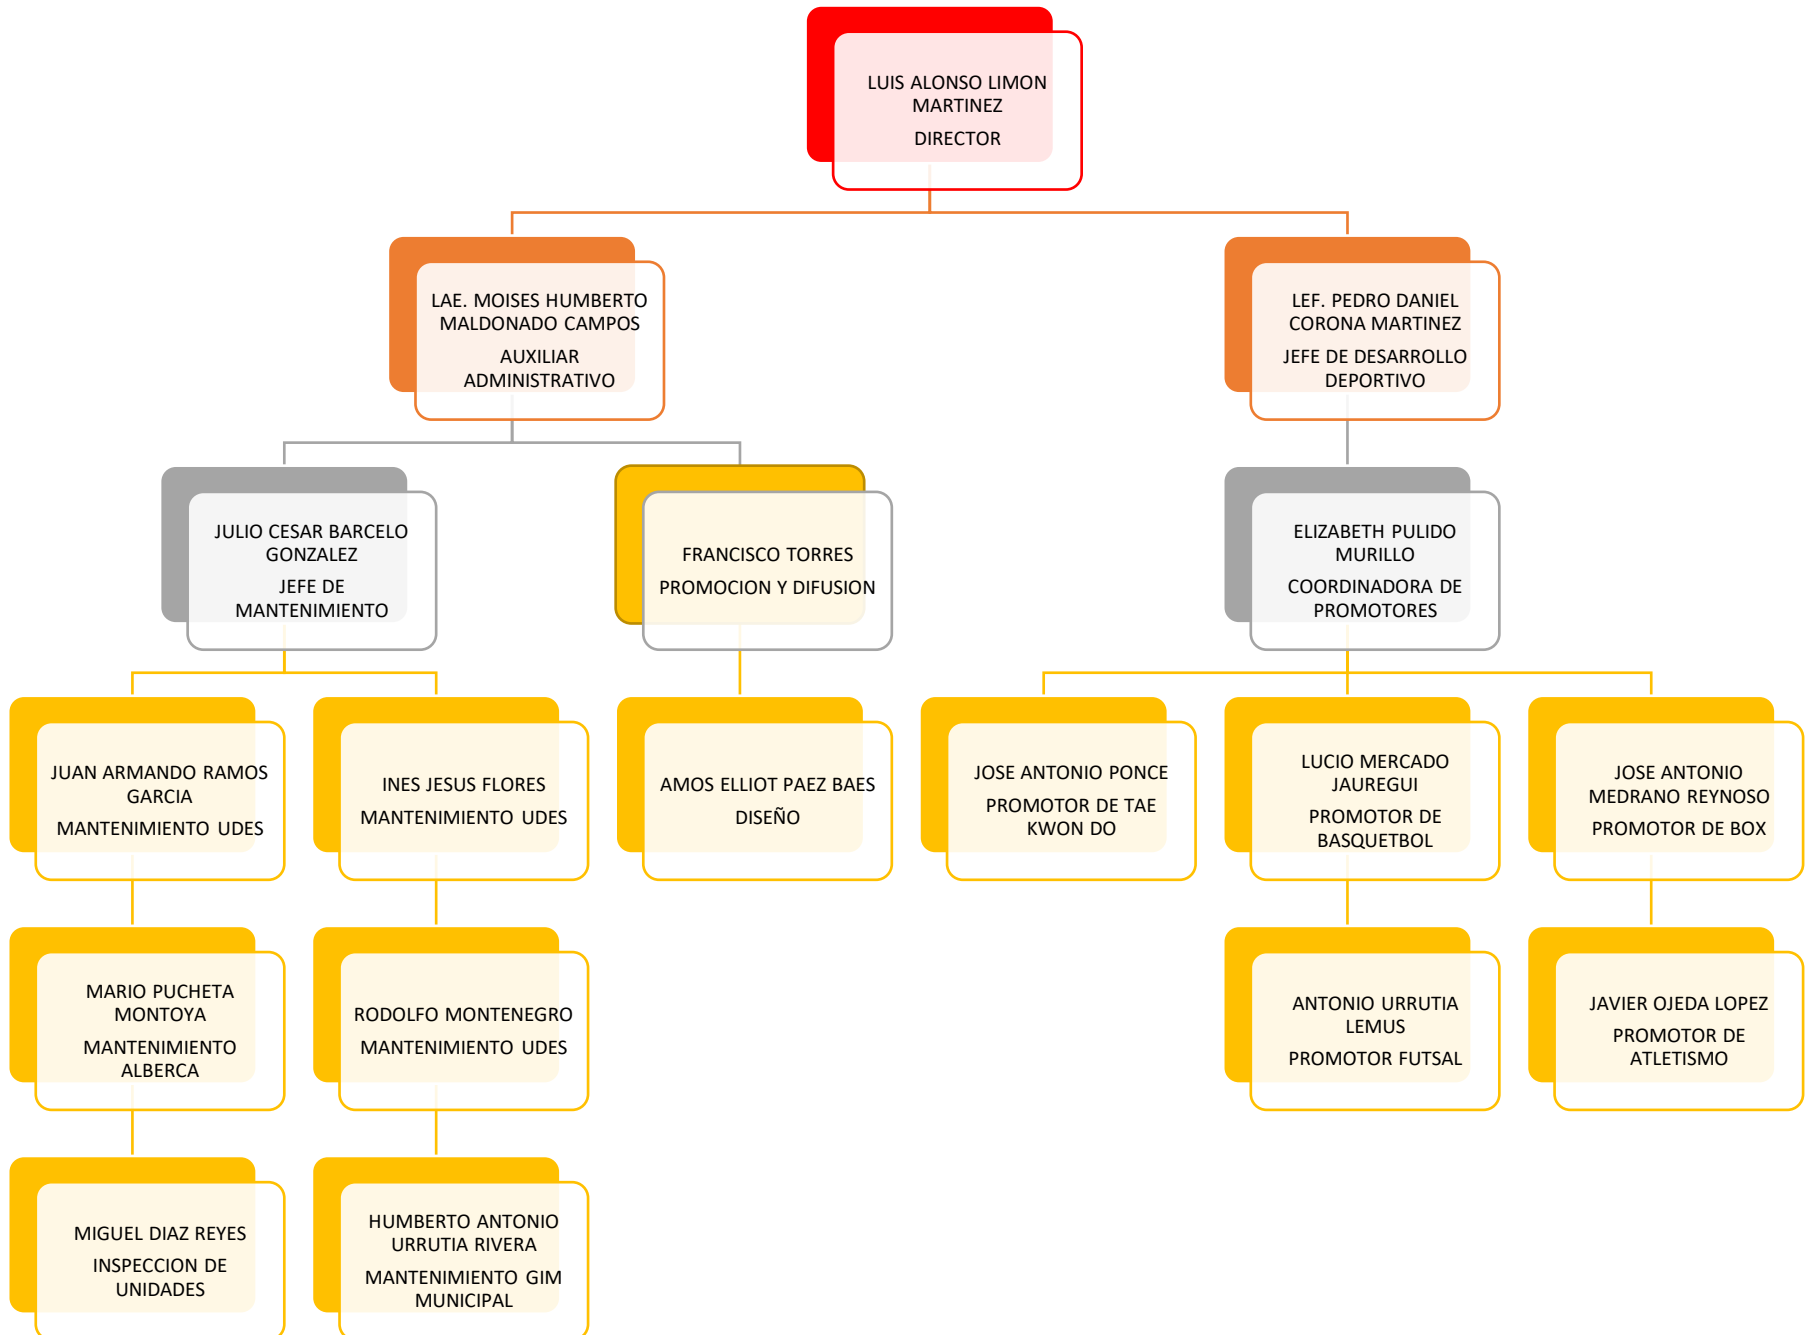 LUIS ALONSO LIMON
MARTINEZ
DIRECTOR
LAE. MOISES HUMBERTO
MALDONADO CAMPOS
AUXILIAR
ADMINISTRATIVO
LEF. PEDRO DANIEL
CORONA MARTINEZ
JEFE DE DESARROLLO
DEPORTIVO
JULIO CESAR BARCELO
GONZALEZ
JEFE DE
MANTENIMIENTO
FRANCISCO TORRES
PROMOCION Y DIFUSION
ELIZABETH PULIDO
MURILLO
COORDINADORA DE
PROMOTORES
JUAN ARMANDO RAMOS
GARCIA
MANTENIMIENTO UDES
INES JESUS FLORES
MANTENIMIENTO UDES
AMOS ELLIOT PAEZ BAES
DISEÑO
JOSE ANTONIO PONCE
PROMOTOR DE TAE
KWON DO
LUCIO MERCADO
JAUREGUI
PROMOTOR DE
BASQUETBOL
JOSE ANTONIO
MEDRANO REYNOSO
PROMOTOR DE BOX
MARIO PUCHETA
MONTOYA
MANTENIMIENTO
ALBERCA
RODOLFO MONTENEGRO
MANTENIMIENTO UDES
ANTONIO URRUTIA
LEMUS
PROMOTOR FUTSAL
JAVIER OJEDA LOPEZ
PROMOTOR DE
ATLETISMO
MIGUEL DIAZ REYES
INSPECCION DE
UNIDADES
HUMBERTO ANTONIO
URRUTIA RIVERA
MANTENIMIENTO GIM
MUNICIPAL